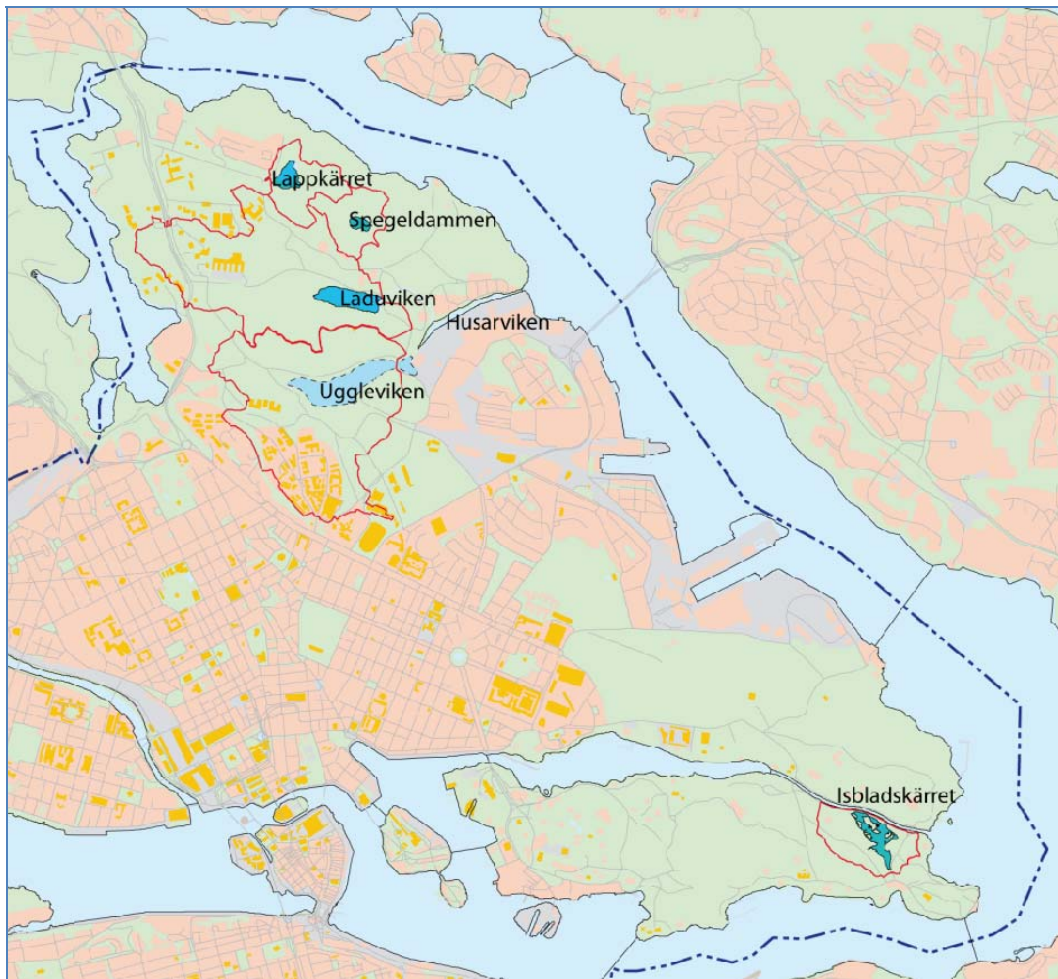 Lappkärret
Spegeldammen
Laduviken
Husarviken
Uggleviken
Isbladskärret